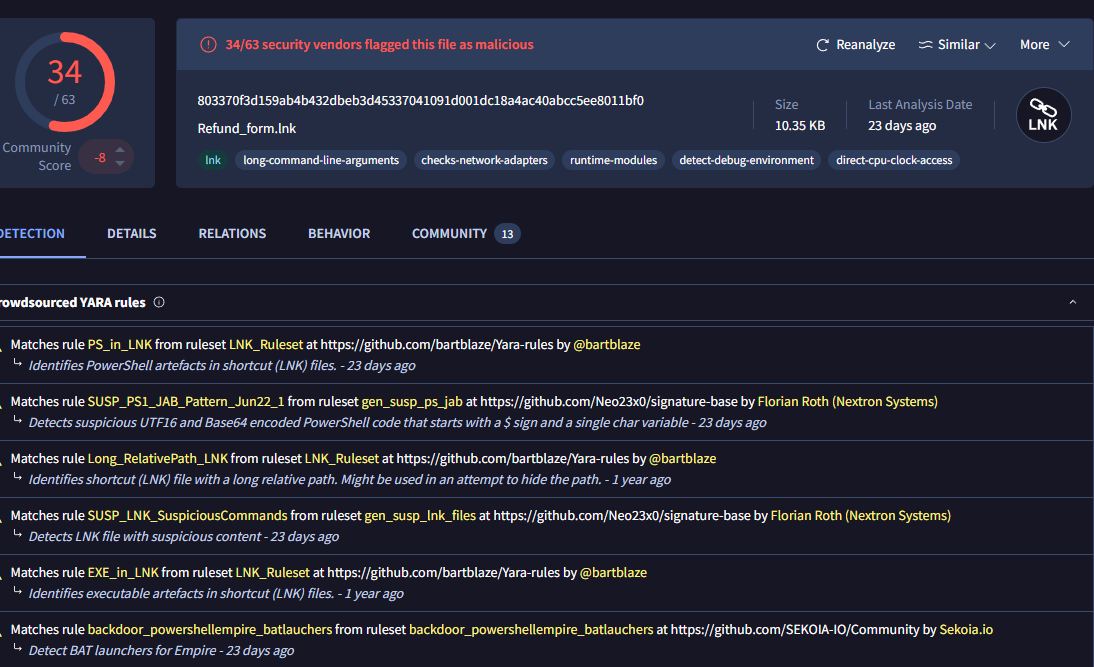 34
/ 63
Community
Score
-8
34/63 security vendors flagged this file as malicious
Reanalyze
Similar
More
803370f3d159ab4b432dbeb3d45337041091d001dc18a4ac40abcc5ee8011bf0
Refund_form.lnk
Size
10.35 KB
Last Analysis Date
23 days ago
LNK
lnk
long-command-line-arguments
checks-network-adapters
runtime-modules
detect-debug-environment
direct-cpu-clock-access
DETECTION
DETAILS
RELATIONS
BEHAVIOR
COMMUNITY 13
rowdsourced YARA rules
Matches rule PS_in_LNK from ruleset LNK_Ruleset at https://github.com/bartblaze/Yara-rules by @bartblaze
Identifies PowerShell artefacts in shortcut (LNK) files. - 23 days ago
Matches rule SUSP_PS1_JAB_Pattern_Jun22_1 from ruleset gen_susp_ps_jab at https://github.com/Neo23x0/signature-base by Florian Roth (Nextron Systems)
Detects suspicious UTF16 and Base64 encoded PowerShell code that starts with a $ sign and a single char variable - 23 days ago
Matches rule Long_RelativePath_LNK from ruleset LNK_Ruleset at https://github.com/bartblaze/Yara-rules by @bartblaze
Identifies shortcut (LNK) file with a long relative path. Might be used in an attempt to hide the path. - 1 year ago
Matches rule SUSP_LNK_SuspiciousCommands from ruleset gen_susp_lnk_files at https://github.com/Neo23x0/signature-base by Florian Roth (Nextron Systems)
Detects LNK file with suspicious content - 23 days ago
Matches rule EXE_in_LNK from ruleset LNK_Ruleset at https://github.com/bartblaze/Yara-rules by @bartblaze
Identifies executable artefacts in shortcut (LNK) files. - 1 year ago
Matches rule backdoor_powershellempire_batlauchers from ruleset backdoor_powershellempire_batlauchers at https://github.com/SEKOIA-IO/Community by Sekoia.io
Detect BAT launchers for Empire - 23 days ago